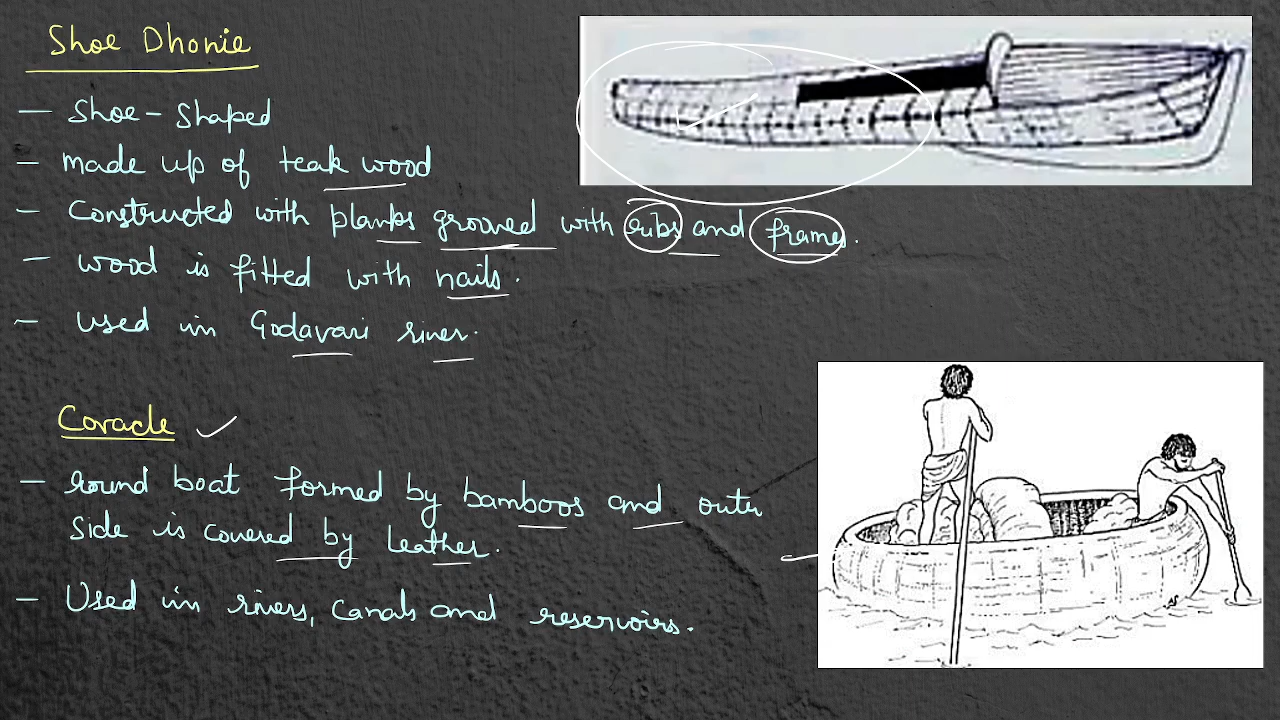 Shoe Dhonie
— Shoe-Shaped
— made up of teak wood
— Constructed with planks grooved with ribs and frames.
— wood is fitted with nails.
— Used in Godavari river.
Coracle
— round boat formed by bamboos and outer
side is covered by leather.
— Used in rivers, canals and reservoirs.